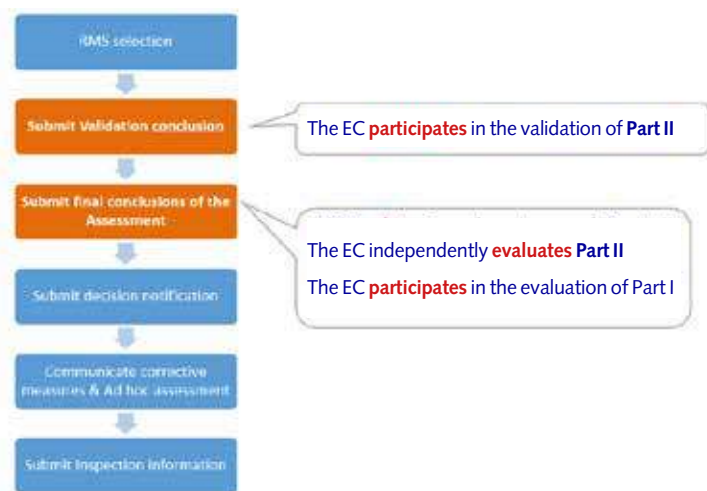 RMS selection
Submit Validation conclusion
The EC participates in the validation of Part II
Submit final conclusions of the
Assessment
The EC independently evaluates Part II
The EC participates in the evaluation of Part I
Submit decision notification
Communicate corrective
measures & Ad hoc assessment
Submit Inspection Information